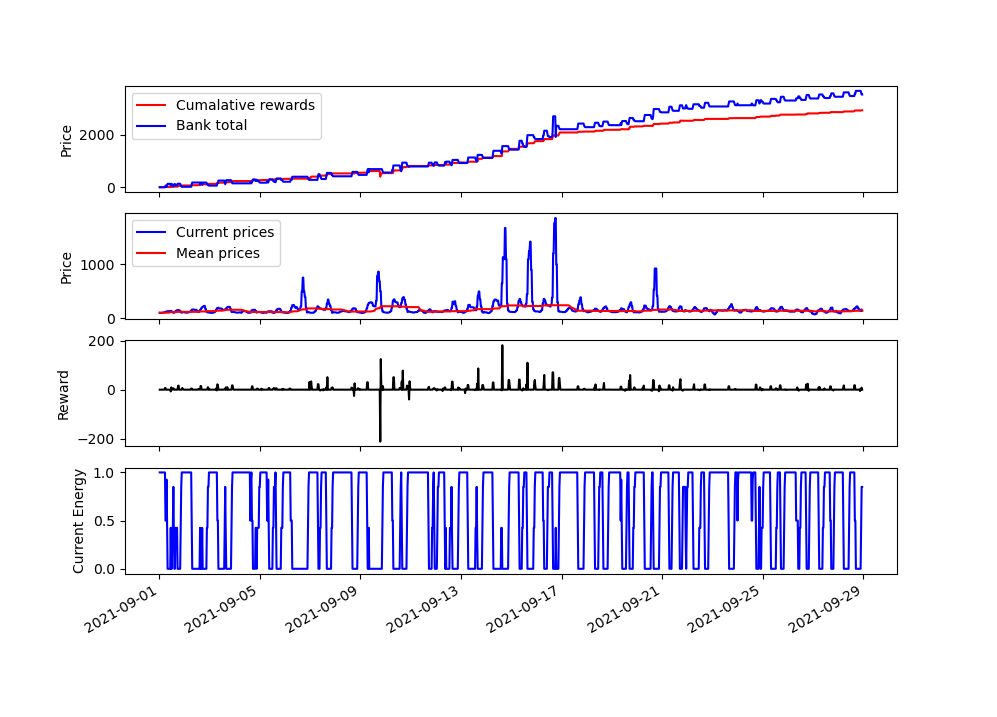 Price
2000
0
Cumalative rewards
Bank total
Price
1000
0
Current prices
Mean prices
Reward
200
0
−200
Current Energy
1.0
0.5
0.0
2021-09-01
2021-09-05
2021-09-09
2021-09-13
2021-09-17
2021-09-21
2021-09-25
2021-09-29